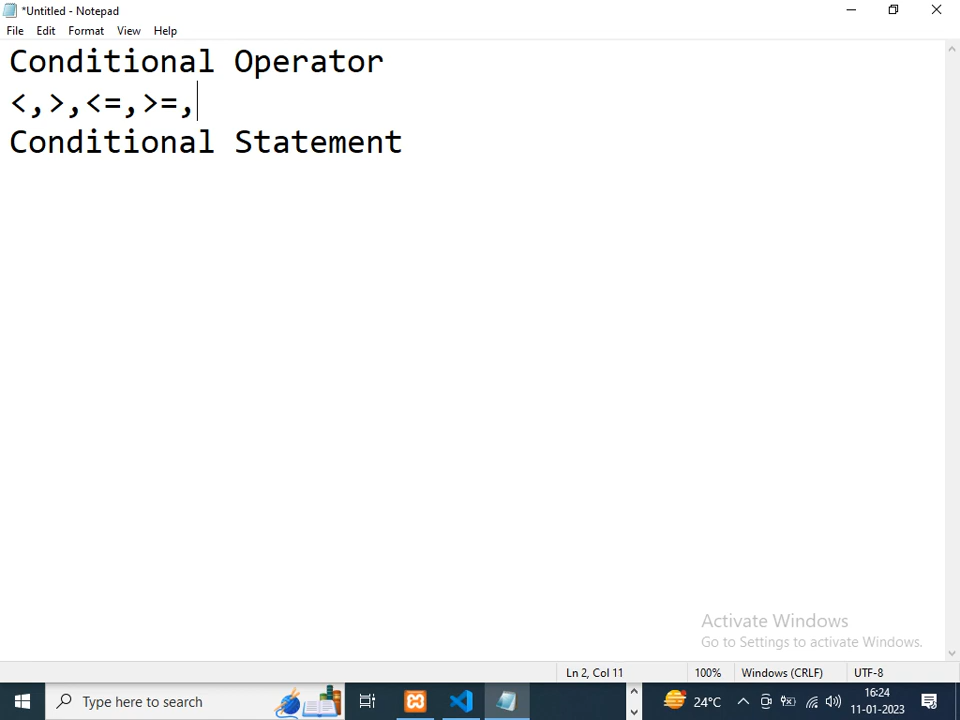 *Untitled - Notepad
File Edit Format View Help
Conditional Operator
<,>,<=,>=,
Conditional Statement
Activate Windows
Go to Settings to activate Windows.
Ln 2, Col 11 100% Windows (CRLF) UTF-8
Type here to search 24°C 16:24
11-01-2023